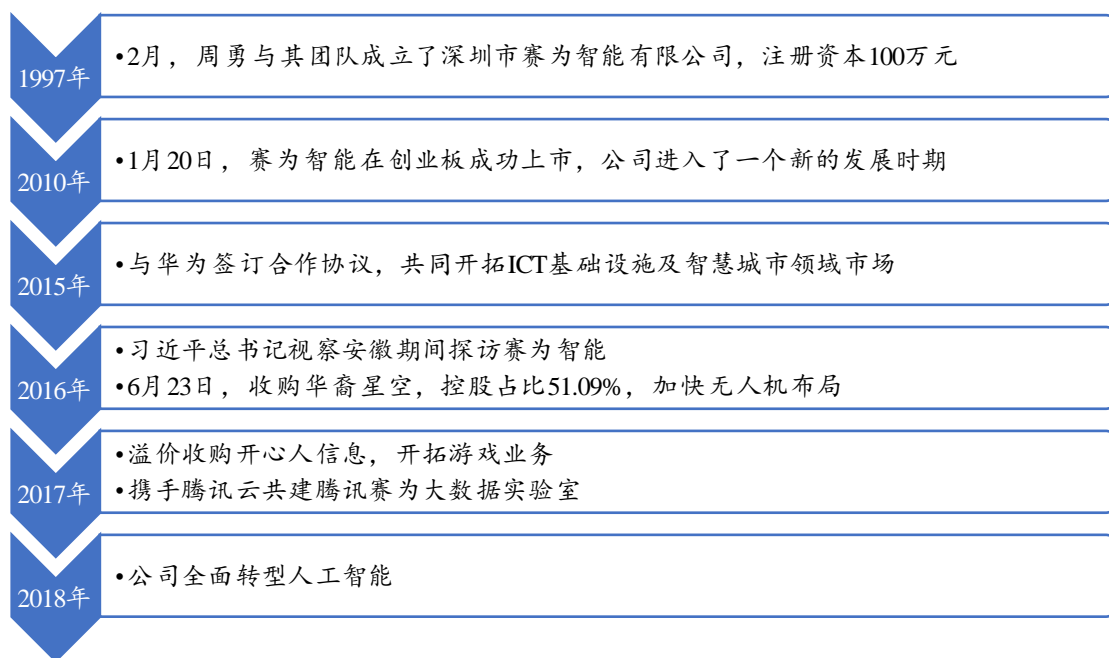 1997年
•2月，周勇与其团队成立了深圳市赛为智能有限公司，注册资本100万元
2010年
•1月20日，赛为智能在创业板成功上市，公司进入了一个新的发展时期
2015年
•与华为签订合作协议，共同开拓ICT基础设施及智慧城市领域市场
2016年
•习近平总书记视察安徽期间探访赛为智能
•6月23日，收购华裔星空，控股占比51.09%，加快无人机布局
2017年
•溢价收购开心人信息，开拓游戏业务
•携手腾讯云共建腾讯赛为大数据实验室
2018年
•公司全面转型人工智能